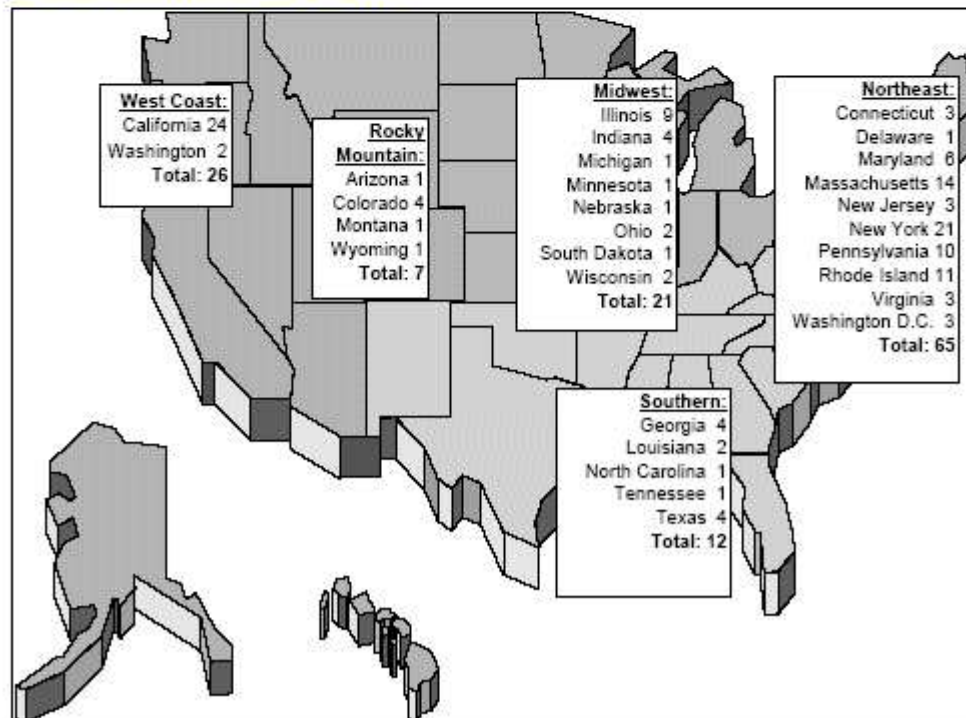 West Coast:
California 24
Washington 2
Total: 26
Rocky
Mountain:
Arizona 1
Colorado 4
Montana 1
Wyoming 1
Total: 7
Midwest:
Illinois 9
Indiana 4
Michigan 1
Minnesota 1
Nebraska 1
Ohio 2
South Dakota 1
Wisconsin 2
Total: 21
Northeast:
Connecticut 3
Delaware 1
Maryland 6
Massachusetts 14
New Jersey 3
New York 21
Pennsylvania 10
Rhode Island 11
Virginia 3
Washington D.C. 3
Total: 65
Southern:
Georgia 4
Louisiana 2
North Carolina 1
Tennessee 1
Texas 4
Total: 12